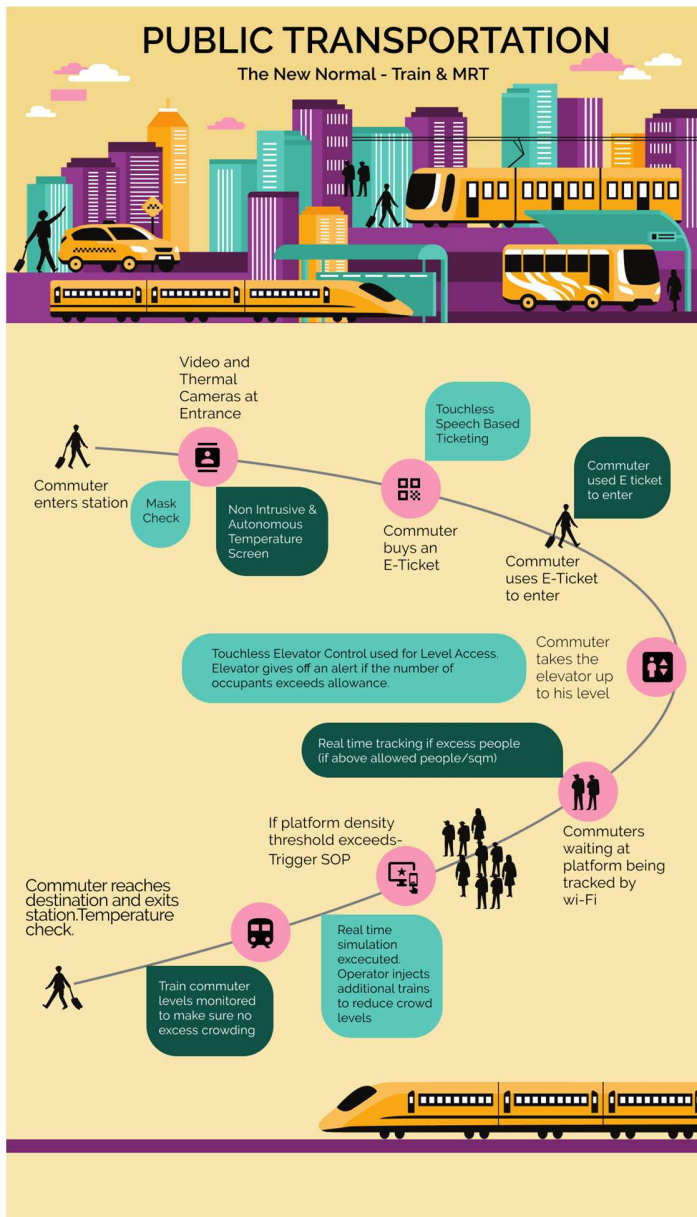 PUBLIC TRANSPORTATION
The New Normal - Train & MRT
Video and
Thermal
Cameras at
Entrance
Commuter
enters station
Mask
Check
Non Intrusive &
Autonomous
Temperature
Screen
Touchless
Speech Based
Ticketing
Commuter
buys an
E-Ticket
Commuter
used E ticket
to enter
Commuter
uses E-Ticket
to enter
Touchless Elevator Control used for Level Access.
Elevator gives off an alert if the number of
occupants exceeds allowance.
Commuter
takes the
elevator up
to his level
Real time tracking if excess people
(if above allowed people/sqm)
Commuters
waiting at
platform being
tracked by
wi-Fi
If platform density
threshold exceeds-
Trigger SOP
Real time
simulation
excecuted.
Operator injects
additional trains
to reduce crowd
levels
Train commuter
levels monitored
to make sure no
excess crowding
Commuter reaches
destination and exits
station.Temperature
check.